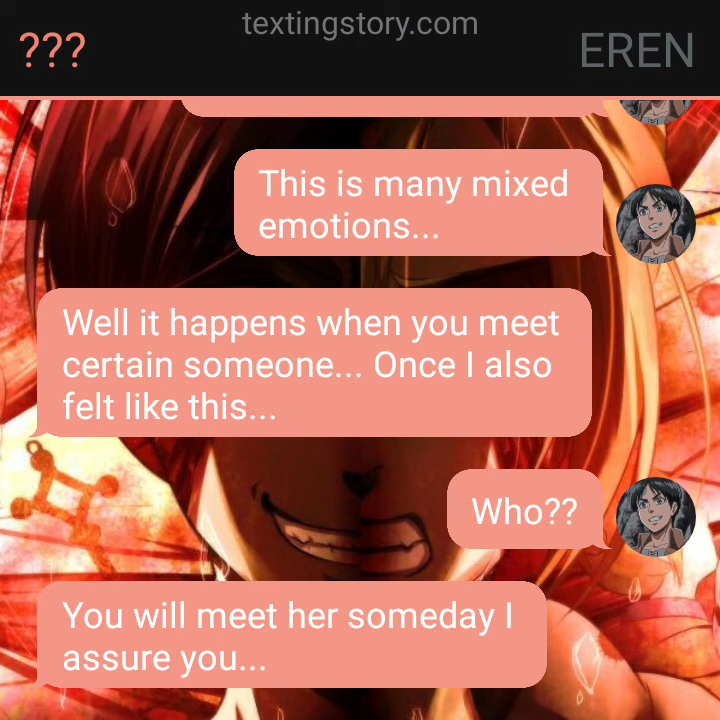 textingstory.com
???
EREN
This is many mixed
emotions...
Well it happens when you meet
certain someone... Once I also
felt like this...
Who??
You will meet her someday I
assure you...